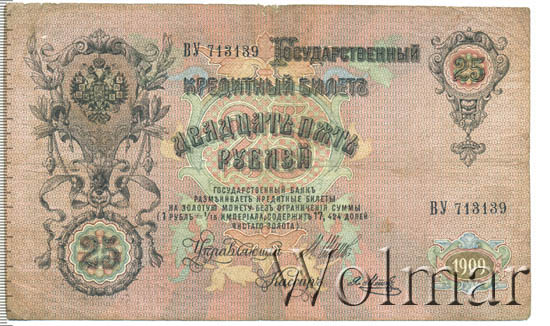 ВУ 713139
Государственный
Кредитный Билетъ
25
Двадцать пять
рублей
Государственный Банкъ
размѣниваетъ кредитные билеты
на золотую монету безъ ограниченія суммы
(1 рубль = 1/15 имперіала, содержитъ 17,424 долей
чистаго золота)
ВУ 713139
Управляющій
25
Кассиръ
1909
Wolmar